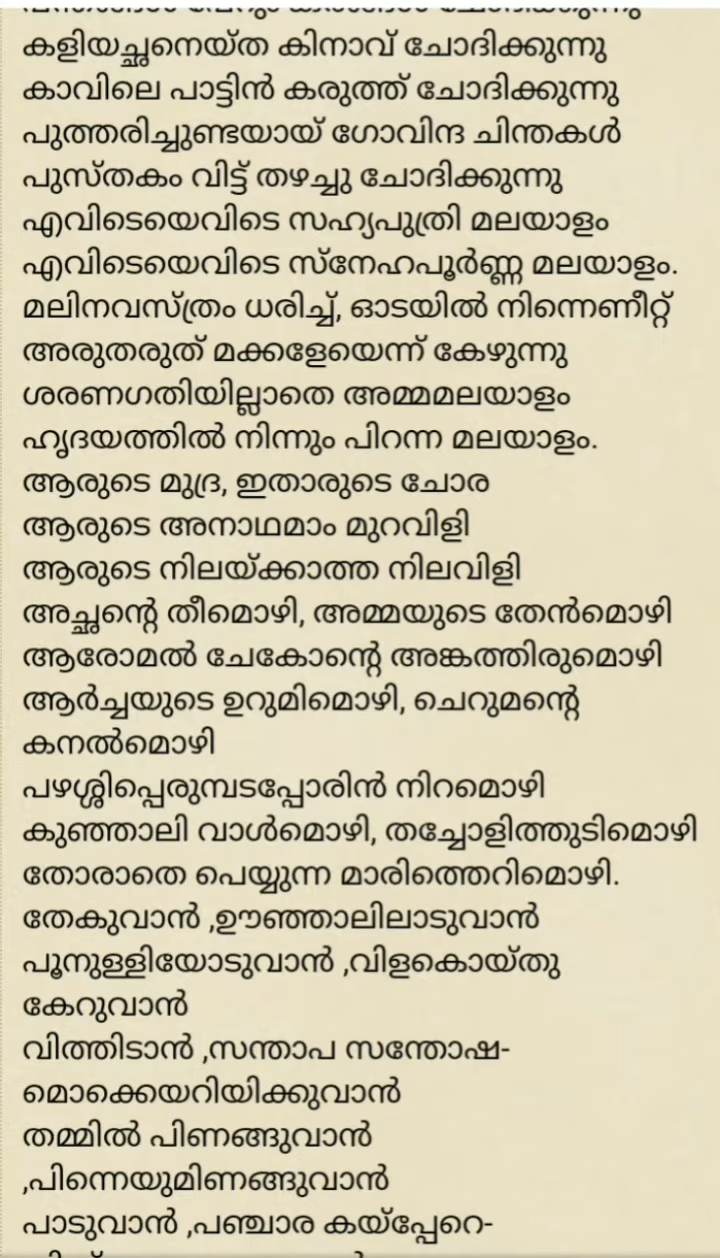 കളിയച്ഛനെയ്ത കിനാവ് ചോദിക്കുന്നു
കാവിലെ പാട്ടിൻ കരുത്ത് ചോദിക്കുന്നു
പുത്തരിച്ചുണ്ടയായ് ഗോവിന്ദ ചിന്തകൾ
പുസ്തകം വിട്ട് തഴച്ചു ചോദിക്കുന്നു
എവിടെയെവിടെ സഹ്യപുത്രി മലയാളം
എവിടെയെവിടെ സ്നേഹപൂർണ്ണ മലയാളം.
മലിനവസ്ത്രം ധരിച്ച്, ഓടയിൽ നിന്നെണീറ്റ്
അരുതരുത് മക്കളേയെന്ന് കേഴുന്നു
ശരണഗതിയില്ലാതെ അമ്മമലയാളം
ഹൃദയത്തിൽ നിന്നും പിറന്ന മലയാളം.
ആരുടെ മുദ്ര, ഇതാരുടെ ചോര
ആരുടെ അനാഥമാം മുറവിളി
ആരുടെ നിലയ്ക്കാത്ത നിലവിളി
അച്ഛന്റെ തീമൊഴി, അമ്മയുടെ തേൻമൊഴി
ആരോമൽ ചേകോന്റെ അങ്കത്തിരുമൊഴി
ആർച്ചയുടെ ഉറുമിമൊഴി, ചെറുമന്റെ
കനൽമൊഴി
പഴശ്ശിപ്പെരുമ്പടപ്പോരിൻ നിറമൊഴി
കുഞ്ഞാലി വാൾമൊഴി, തച്ചോളിത്തുടിമൊഴി
തോരാതെ പെയ്യുന്ന മാരിത്തെറിമൊഴി.
തേകുവാൻ ,ഊഞ്ഞാലിലാടുവാൻ
പൂനുള്ളിയോടുവാൻ ,വിളകൊയ്തു
കേറുവാൻ
വിത്തിടാൻ ,സന്താപ സന്തോഷ-
മൊക്കെയറിയിക്കുവാൻ
തമ്മിൽ പിണങ്ങുവാൻ
,പിന്നെയുമിണങ്ങുവാൻ
പാടുവാൻ ,പഞ്ചാര കയ്പ്പേറെ-